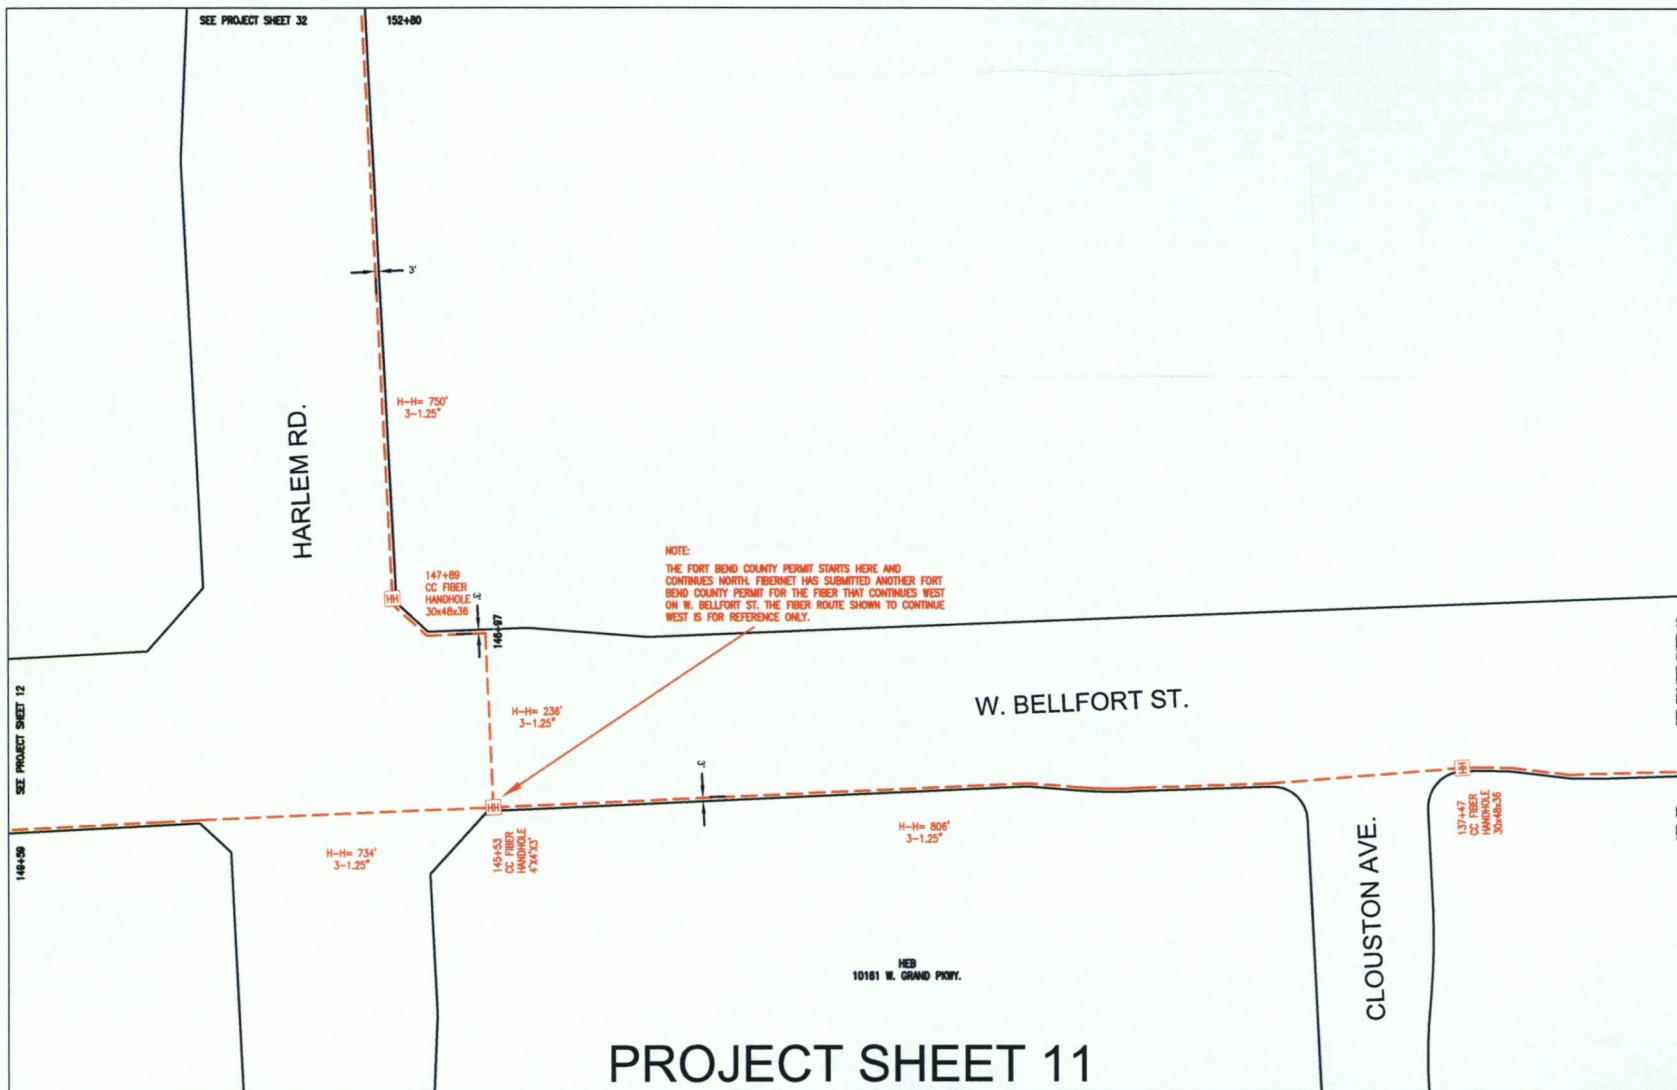 SEE PROJECT SHEET 32
152+80
3'
H-H= 750'
3-1.25"
HARLEM RD.
NOTE:
THE FORT BEND COUNTY PERMIT STARTS HERE AND
CONTINUES NORTH. FIBERNET HAS SUBMITTED ANOTHER FORT
BEND COUNTY PERMIT FOR THE FIBER THAT CONTINUES WEST
ON W. BELLFORT ST. THE FIBER ROUTE SHOWN TO CONTINUE
WEST IS FOR REFERENCE ONLY.
147+89
CC FIBER
HANDHOLE
30x48x36
HH
3'
146+97
SEE PROJECT SHEET 12
149+59
H-H= 236'
3-1.25"
W. BELLFORT ST.
3'
HH
HH
H-H= 734'
3-1.25"
145+53
CC FIBER
HANDHOLE
4'X4'X3'
H-H= 806'
3-1.25"
137+47
CC FIBER
HANDHOLE
30x48x36
CLOUSTON AVE.
HEB
10161 W. GRAND PKWY.
PROJECT SHEET 11